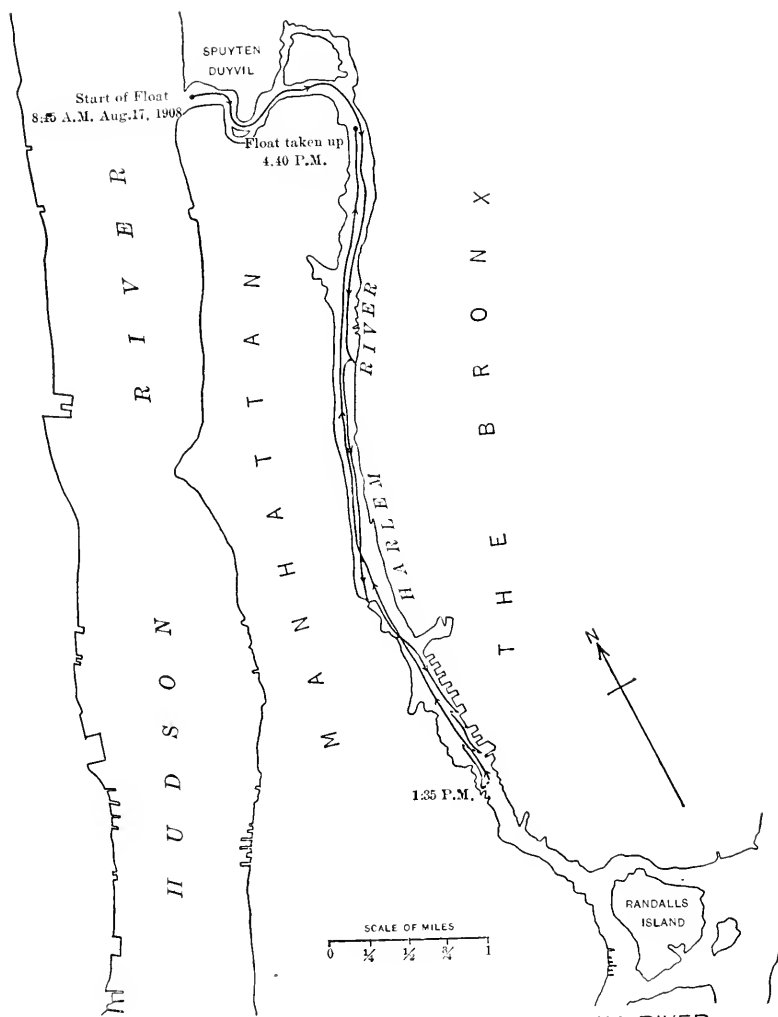 SPUYTEN
DUYVIL
Start of Float
8:45 A.M. Aug.17, 1908
Float taken up
4.40 P.M.
HUDSON RIVER
MANHATTAN
HARLEM RIVER
THE BRONX
N
1:35 P.M.
RANDALLS
ISLAND
SCALE OF MILES
0 ¼ ½ ¾ 1
RIVER